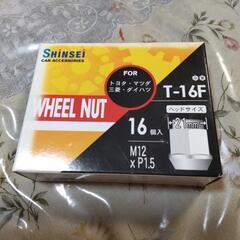 SHiNSEi
CAR ACCESSORIES
FOR
トヨタ・マツダ
三菱・ダイハツ
T-16F
ヘッドサイズ
21mm
WHEEL NUT
16個入
M12
x P1.5